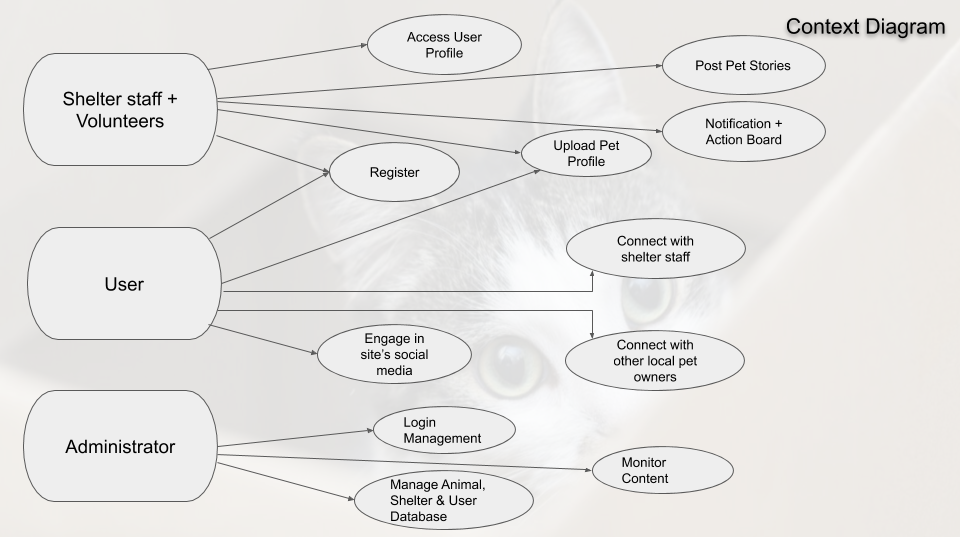 Context Diagram
Access User
Profile
Post Pet Stories
Shelter staff +
Volunteers
Notification +
Action Board
Upload Pet
Profile
Register
Connect with
shelter staff
User
Engage in
site's social
media
Connect with
other local pet
owners
Login
Management
Administrator
Monitor
Content
Manage Animal,
Shelter & User
Database